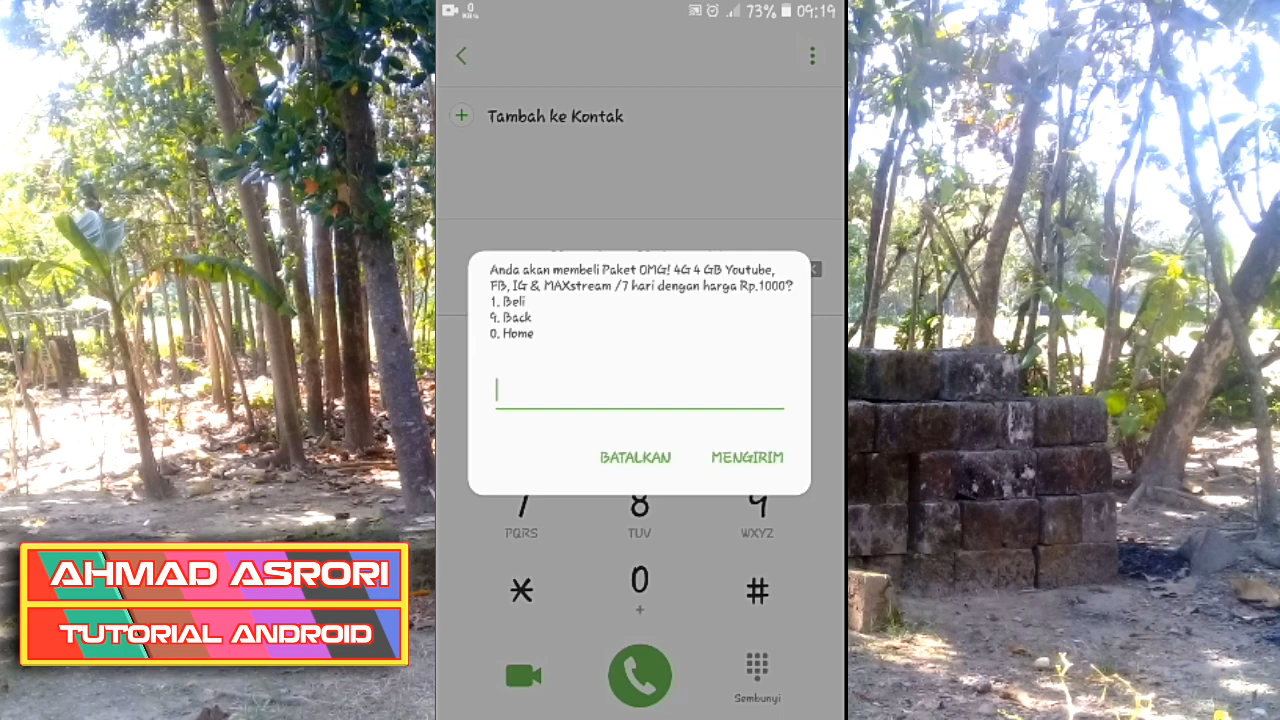 0
KB/s
73%
09:19
Tambah ke Kontak
Anda akan membeli Paket OMG! 4G 4 GB Youtube,
FB, IG & MAXstream /7 hari dengan harga Rp.1000?
1. Beli
9. Back
0. Home
BATALKAN MENGIRIM
7 8 9
PQRS TUV WXYZ
* 0 #
+
Sembunyi
AHMAD ASRORI
TUTORIAL ANDROID